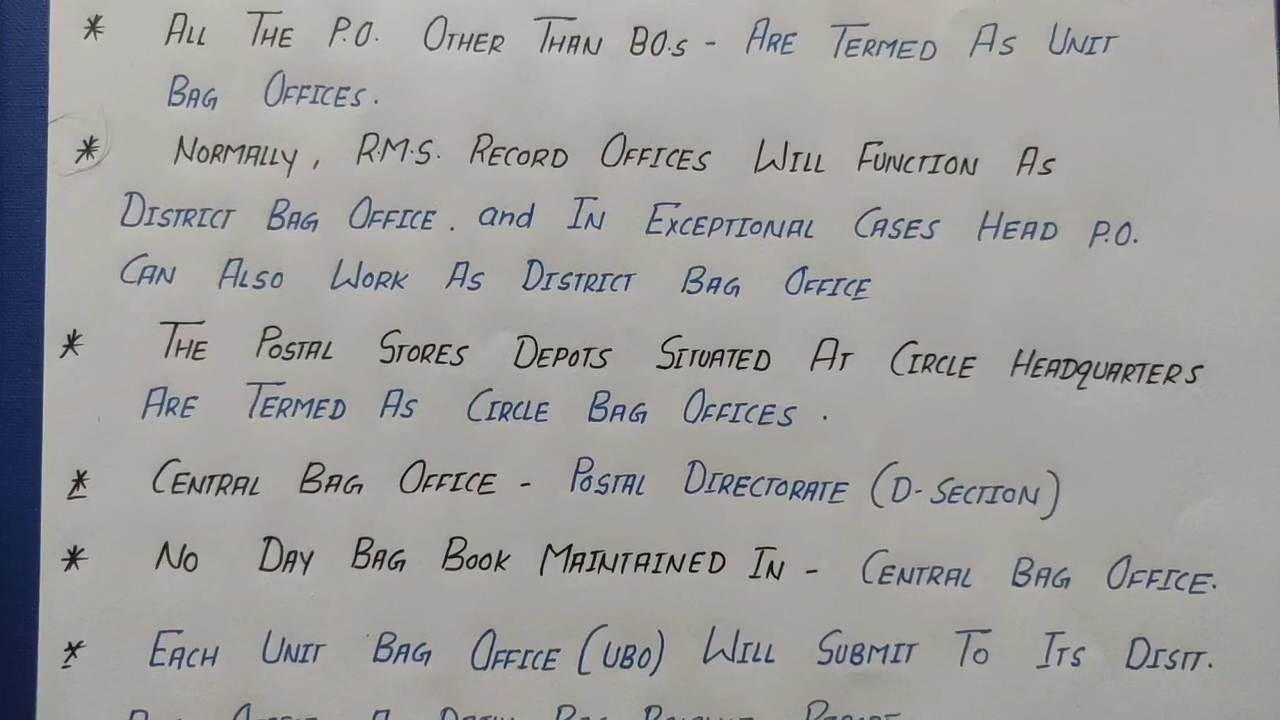 * ALL THE P.O. OTHER THAN BO.S - ARE TERMED AS UNIT
BAG OFFICES.
* NORMALLY, R.M.S. RECORD OFFICES WILL FUNCTION AS
DISTRICT BAG OFFICE. and IN EXCEPTIONAL CASES HEAD P.O.
CAN ALSO WORK AS DISTRICT BAG OFFICE
* THE POSTAL STORES DEPOTS SITUATED AT CIRCLE HEADQUARTERS
ARE TERMED AS CIRCLE BAG OFFICES.
* CENTRAL BAG OFFICE - POSTAL DIRECTORATE (D-SECTION)
* NO DAY BAG BOOK MAINTAINED IN - CENTRAL BAG OFFICE.
* EACH UNIT BAG OFFICE (UBO) WILL SUBMIT TO ITS DISTT.